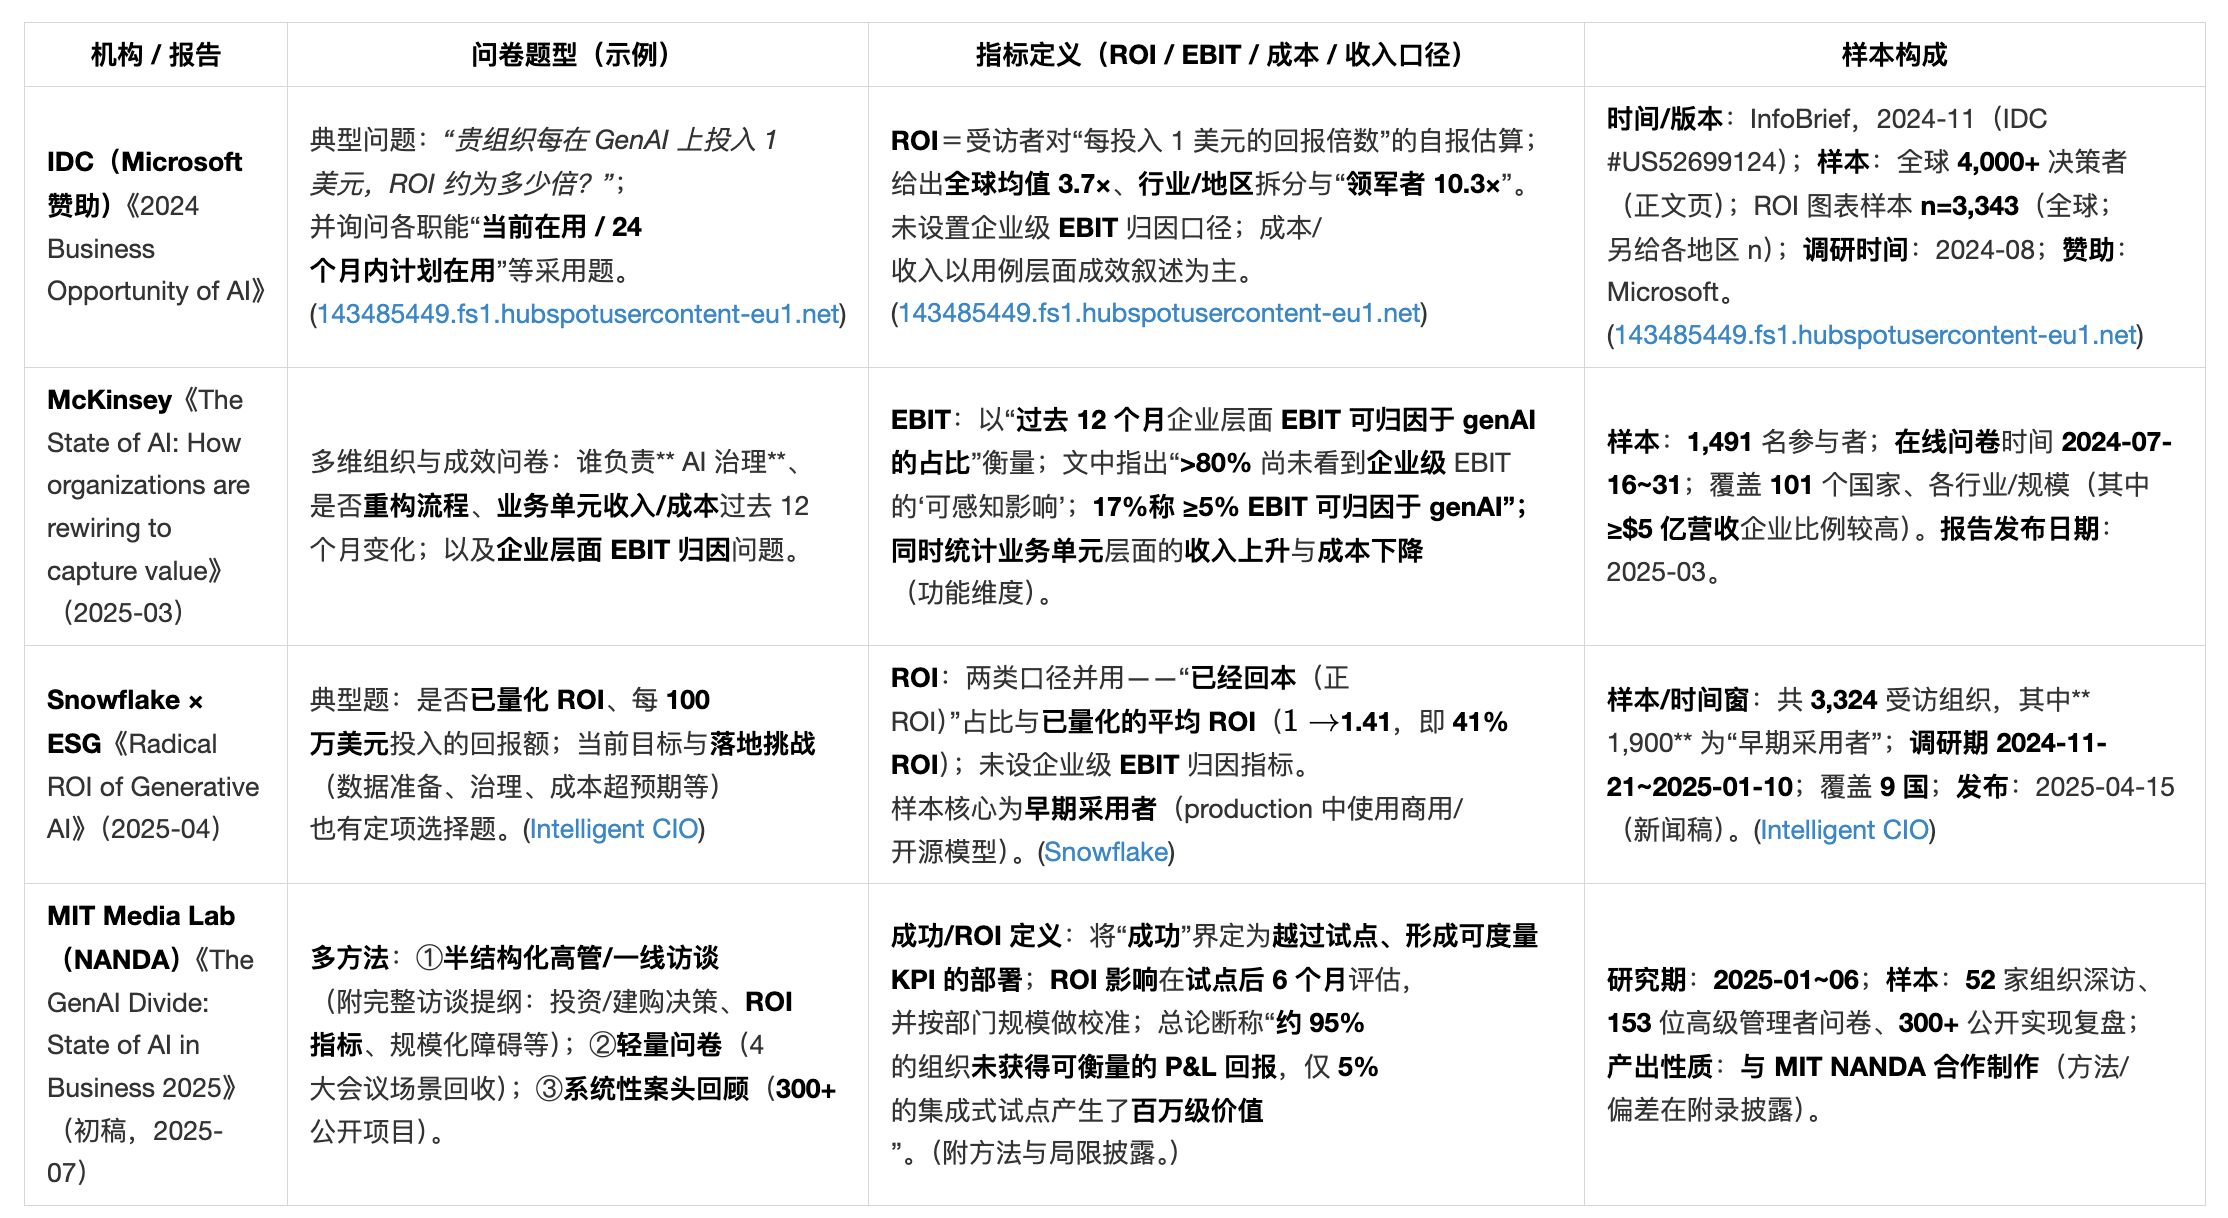 机构 / 报告
问卷题型（示例）
指标定义（ROI / EBIT / 成本 / 收入口径）
样本构成
IDC（Microsoft
赞助）《2024
Business
Opportunity of AI》
典型问题：“贵组织每在 GenAI 上投入 1
美元，ROI 约为多少倍？”；
并询问各职能“当前在用 / 24
个月内计划在用”等采用题。
(143485449.fs1.hubspotusercontent-eu1.net)
ROI＝受访者对“每投入 1 美元的回报倍数”的自报估算；
给出全球均值 3.7×、行业/地区拆分与“领军者 10.3×”。
未设置企业级 EBIT 归因口径；成本/
收入以用例层面成效叙述为主。
(143485449.fs1.hubspotusercontent-eu1.net)
时间/版本：InfoBrief，2024-11（IDC
#US52699124）；样本：全球 4,000+ 决策者
（正文页）；ROI 图表样本 n=3,343（全球；
另给各地区 n）；调研时间：2024-08；赞助：
Microsoft。
(143485449.fs1.hubspotusercontent-eu1.net)
McKinsey《The
State of AI: How
organizations are
rewiring to
capture value》
（2025-03）
多维组织与成效问卷：谁负责** AI 治理**、
是否重构流程、业务单元收入/成本过去 12
个月变化；以及企业层面 EBIT 归因问题。
EBIT：以“过去 12 个月企业层面 EBIT 可归因于 genAI
的占比”衡量；文中指出“>80% 尚未看到企业级 EBIT
的‘可感知影响’；17%称 ≥5% EBIT 可归因于 genAI”；
同时统计业务单元层面的收入上升与成本下降
（功能维度）。
样本：1,491 名参与者；在线问卷时间 2024-07-
16~31；覆盖 101 个国家、各行业/规模（其中
≥$5 亿营收企业比例较高）。报告发布日期：
2025-03。
Snowflake ×
ESG《Radical
ROI of Generative
AI》（2025-04）
典型题：是否已量化 ROI、每 100
万美元投入的回报额；当前目标与落地挑战
（数据准备、治理、成本超预期等）
也有定项选择题。(Intelligent CIO)
ROI：两类口径并用——“已经回本（正
ROI）”占比与已量化的平均 ROI（1 →1.41，即 41%
ROI）；未设企业级 EBIT 归因指标。
样本核心为早期采用者（production 中使用商用/
开源模型）。(Snowflake)
样本/时间窗：共 3,324 受访组织，其中**
1,900** 为“早期采用者”；调研期 2024-11-
21~2025-01-10；覆盖 9 国；发布：2025-04-15
（新闻稿）。(Intelligent CIO)
MIT Media Lab
（NANDA）《The
GenAI Divide:
State of AI in
Business 2025》
（初稿，2025-
07）
多方法：①半结构化高管/一线访谈
（附完整访谈提纲：投资/建购决策、ROI
指标、规模化障碍等）；②轻量问卷（4
大会议场景回收）；③系统性案头回顾（300+
公开项目）。
成功/ROI 定义：将“成功”界定为越过试点、形成可度量
KPI 的部署；ROI 影响在试点后 6 个月评估，
并按部门规模做校准；总论断称“约 95%
的组织未获得可衡量的 P&L 回报，仅 5%
的集成式试点产生了百万级价值
”。（附方法与局限披露。）
研究期：2025-01~06；样本：52 家组织深访、
153 位高级管理者问卷、300+ 公开实现复盘；
产出性质：与 MIT NANDA 合作制作（方法/
偏差在附录披露）。